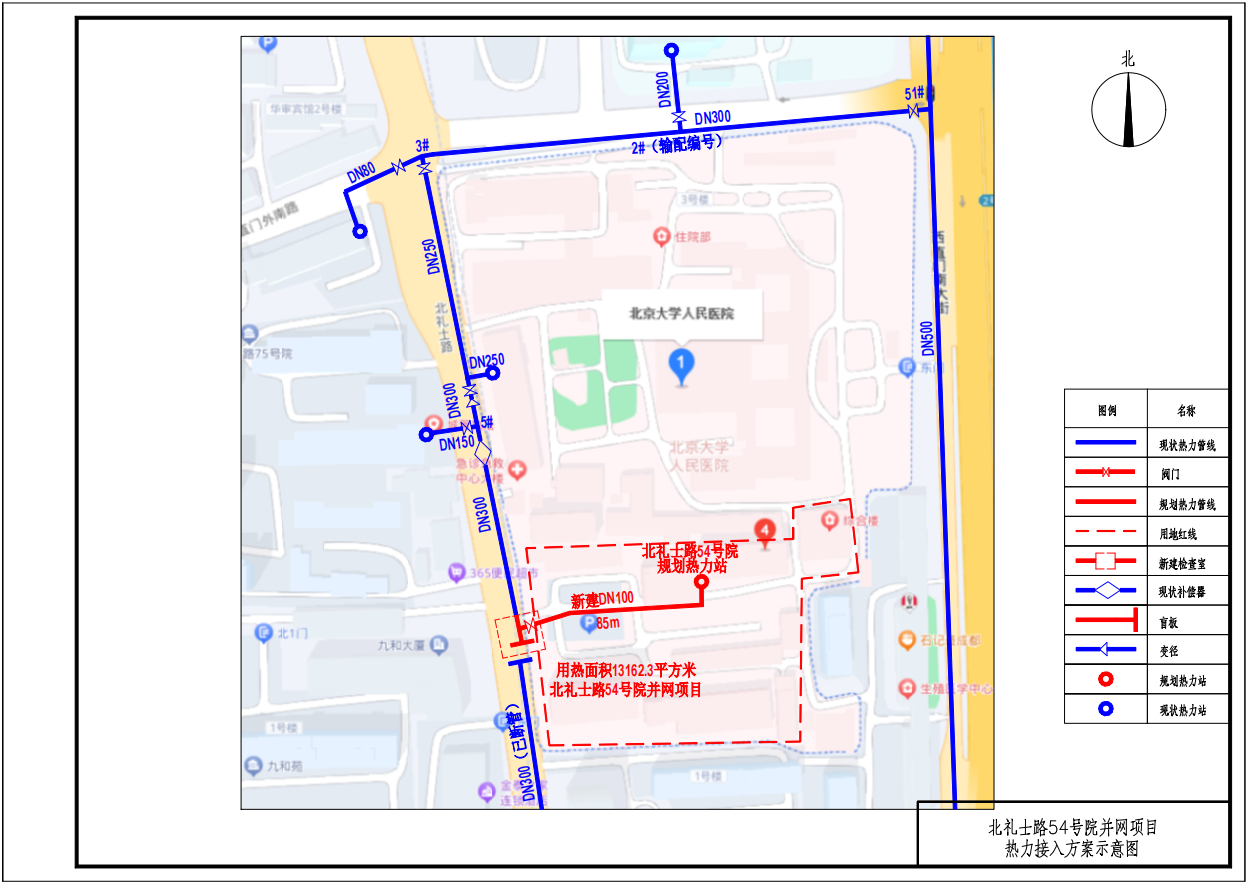 北
P
DN200
51#
华审宾馆2号楼
DN300
3#
2#（输配编号）
DN80
3号楼
直门外南路
住院部
西直门南大街
DN250
北京大学人民医院
北礼士路
1
DN500
路75号院
DN250
东门
DN300
5#
DN150
北京大学
人民医院
急诊急救
中心大楼
DN300
综合楼
4
北礼士路54号院
规划热力站
365便民超市
新建DN100
P
85m
北1门
九和大厦
用热面积13162.3平方米
北礼士路54号院并网项目
生殖医学中心
DN300（已断管）
1号楼
九和苑
1号楼
图例
名称
现状热力管线
阀门
规划热力管线
用地红线
新建检查室
现状补偿器
盲板
变径
规划热力站
现状热力站
北礼士路54号院并网项目
热力接入方案示意图